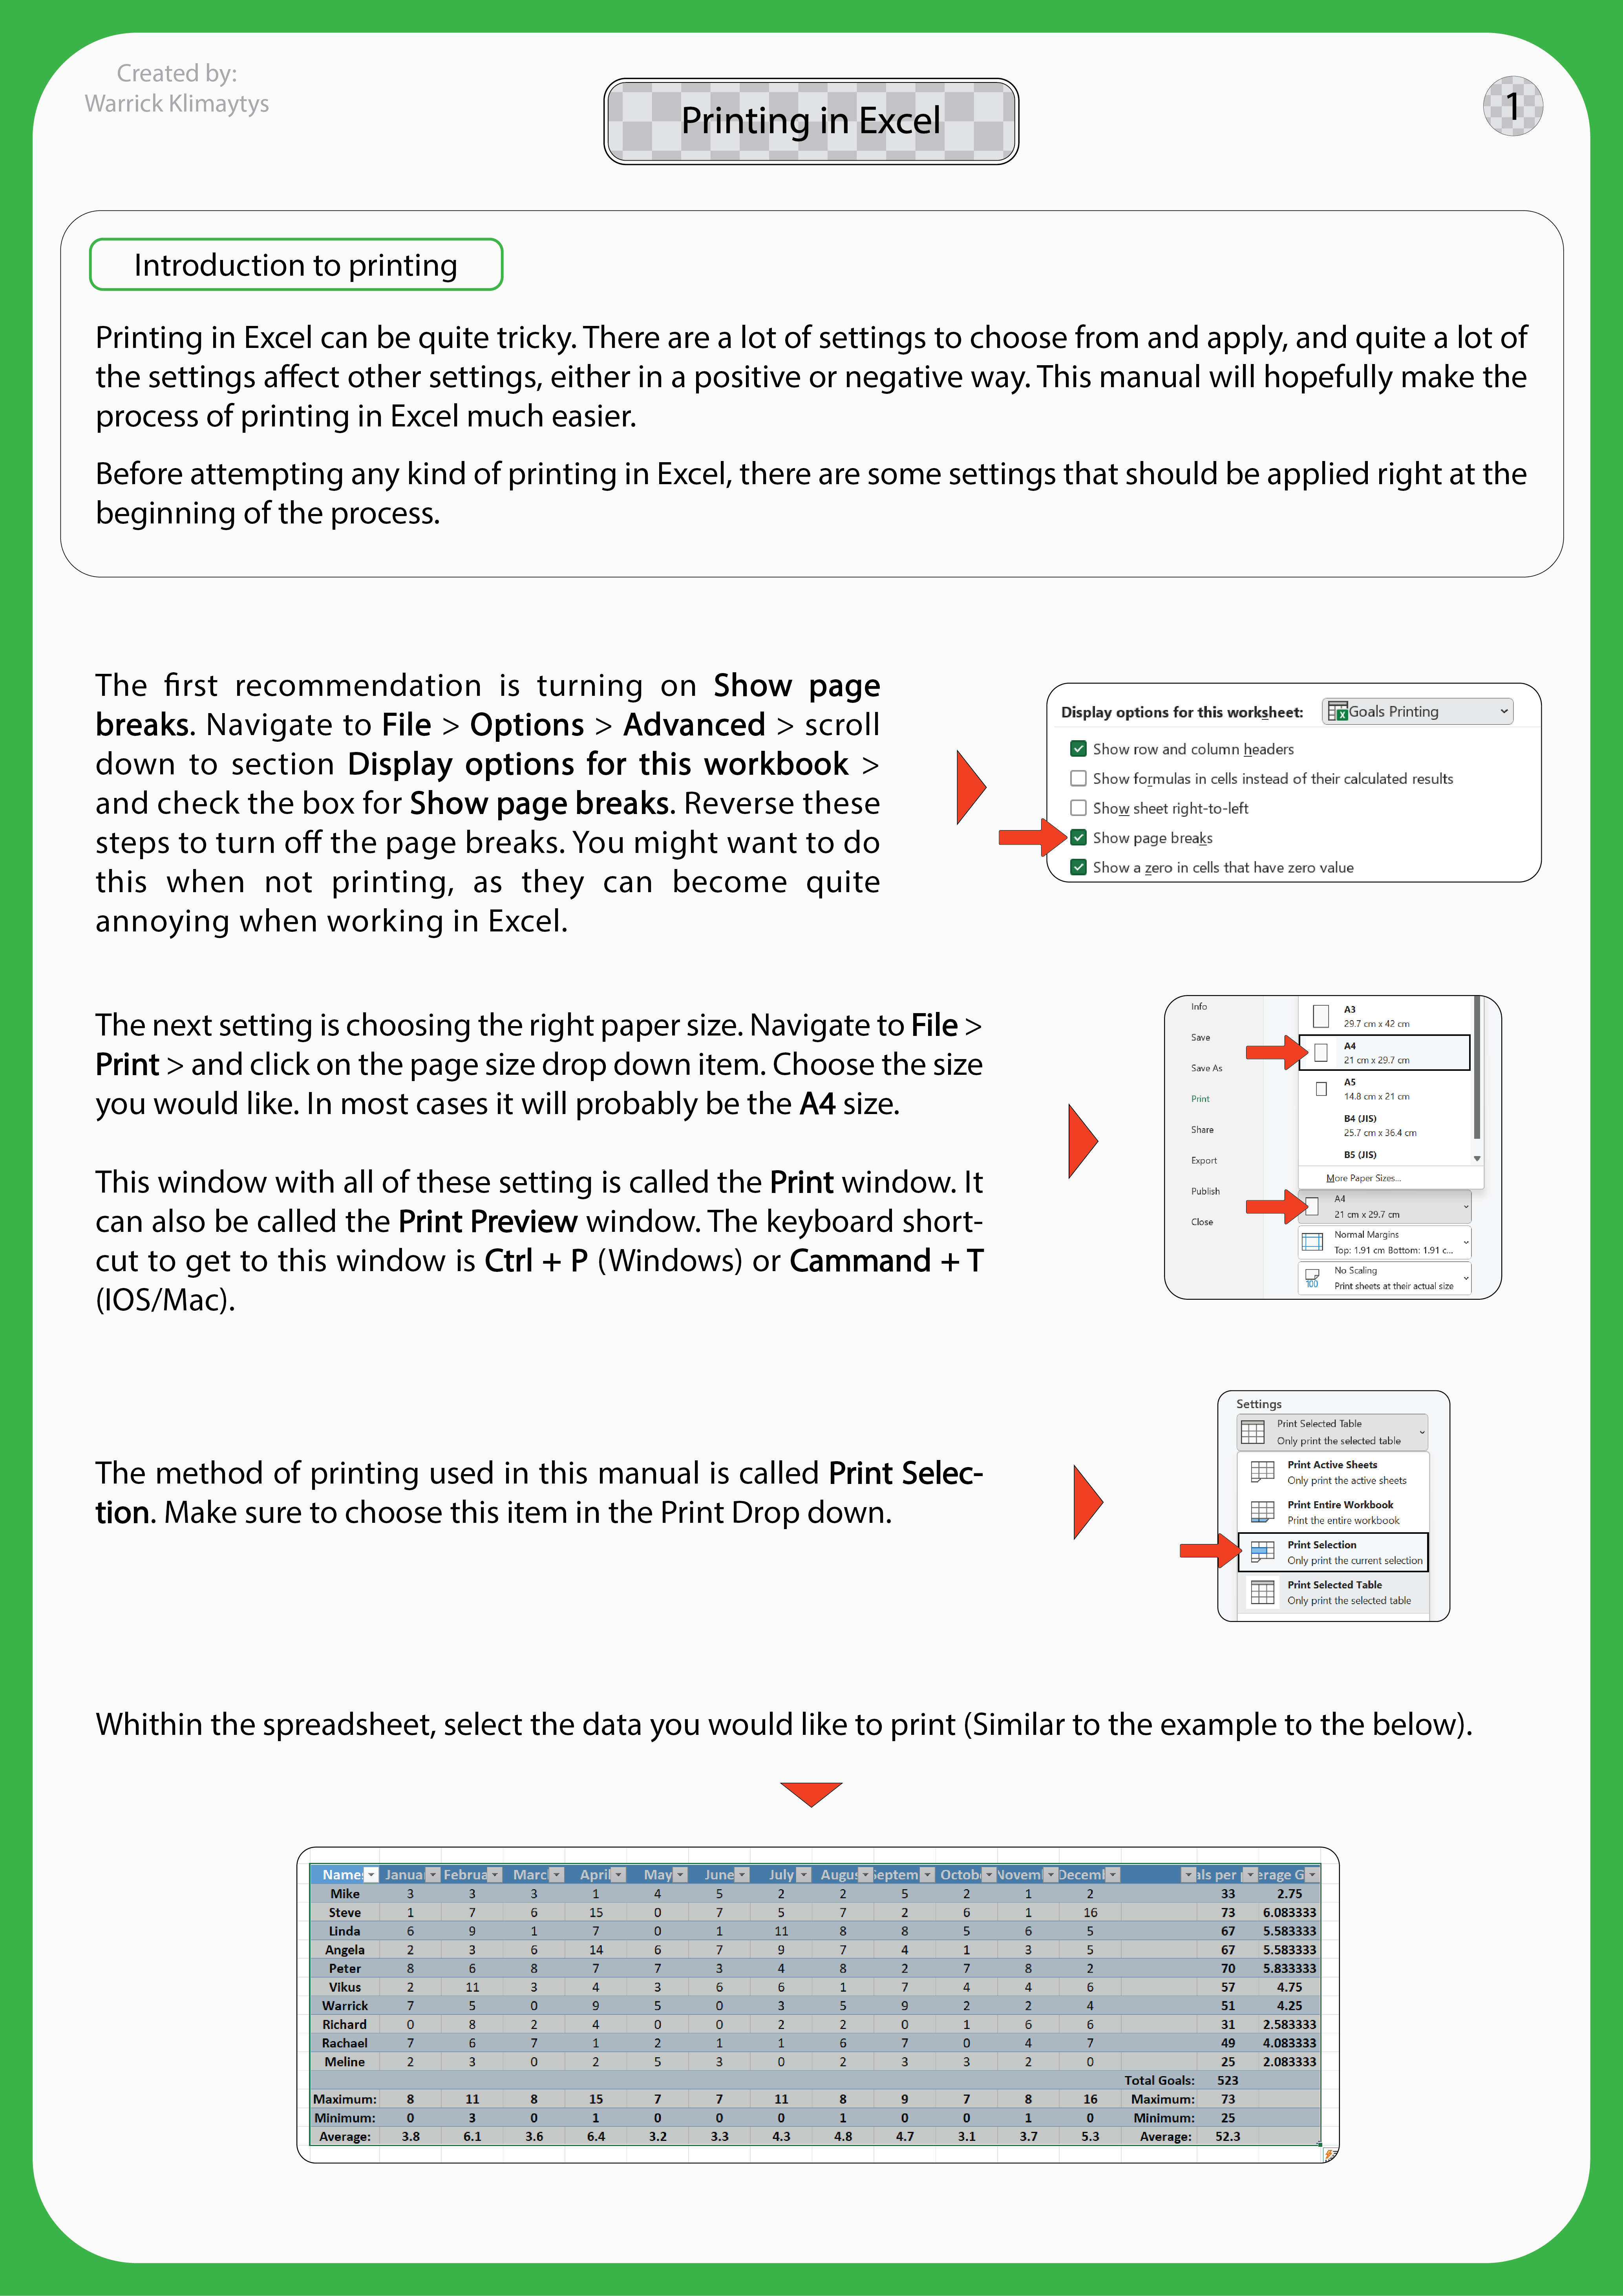 Created by:
Warrick Klimaytys
Printing in Excel
1
Introduction to printing
Printing in Excel can be quite tricky. There are a lot of settings to choose from and apply, and quite a lot of
the settings affect other settings, either in a positive or negative way. This manual will hopefully make the
process of printing in Excel much easier.
Before attempting any kind of printing in Excel, there are some settings that should be applied right at the
beginning of the process.
The first recommendation is turning on Show page
breaks. Navigate to File > Options > Advanced > scroll
down to section Display options for this workbook >
and check the box for Show page breaks. Reverse these
steps to turn off the page breaks. You might want to do
this when not printing, as they can become quite
annoying when working in Excel.
Display options for this worksheet: Goals Printing
Show row and column headers
Show formulas in cells instead of their calculated results
Show sheet right-to-left
Show page breaks
Show a zero in cells that have zero value
The next setting is choosing the right paper size. Navigate to File >
Print > and click on the page size drop down item. Choose the size
you would like. In most cases it will probably be the A4 size.
This window with all of these setting is called the Print window. It
can also be called the Print Preview window. The keyboard short-
cut to get to this window is Ctrl + P (Windows) or Cammand + T
(IOS/Mac).
Info
Save
Save As
Print
Share
Export
Publish
Close
A3
29.7 cm x 42 cm
A4
21 cm x 29.7 cm
A5
14.8 cm x 21 cm
B4 (JIS)
25.7 cm x 36.4 cm
B5 (JIS)
More Paper Sizes...
A4
21 cm x 29.7 cm
Normal Margins
Top: 1.91 cm Bottom: 1.91 c...
No Scaling
100
Print sheets at their actual size
The method of printing used in this manual is called Print Selec-
tion. Make sure to choose this item in the Print Drop down.
Settings
Print Selected Table
Only print the selected table
Print Active Sheets
Only print the active sheets
Print Entire Workbook
Print the entire workbook
Print Selection
Only print the current selection
Print Selected Table
Only print the selected table
Whithin the spreadsheet, select the data you would like to print (Similar to the example to the below).
Name Janua Februa Marc April May June July Augu Septem Octob Novem Decem als per erage G
Mike 3 3 3 1 4 5 2 2 5 2 1 2 33 2.75
Steve 1 7 6 15 0 7 5 7 2 6 1 16 73 6.083333
Linda 6 9 1 7 0 1 11 8 8 5 6 5 67 5.583333
Angela 2 3 6 14 6 7 9 7 4 1 3 5 67 5.583333
Peter 8 6 8 7 7 3 4 8 2 7 8 2 70 5.833333
Vikus 2 11 3 4 3 6 6 1 7 4 4 6 57 4.75
Warrick 7 5 0 9 5 0 3 5 9 2 2 4 51 4.25
Richard 0 8 2 4 0 0 2 2 0 1 6 6 31 2.583333
Rachael 7 6 7 1 2 1 1 6 7 0 4 7 49 4.083333
Meline 2 3 0 2 5 3 0 2 3 3 2 0 25 2.083333
Total Goals: 523
Maximum: 8 11 8 15 7 7 11 8 9 7 8 16 Maximum: 73
Minimum: 0 3 0 1 0 0 0 1 0 0 1 0 Minimum: 25
Average: 3.8 6.1 3.6 6.4 3.2 3.3 4.3 4.8 4.7 3.1 3.7 5.3 Average: 52.3